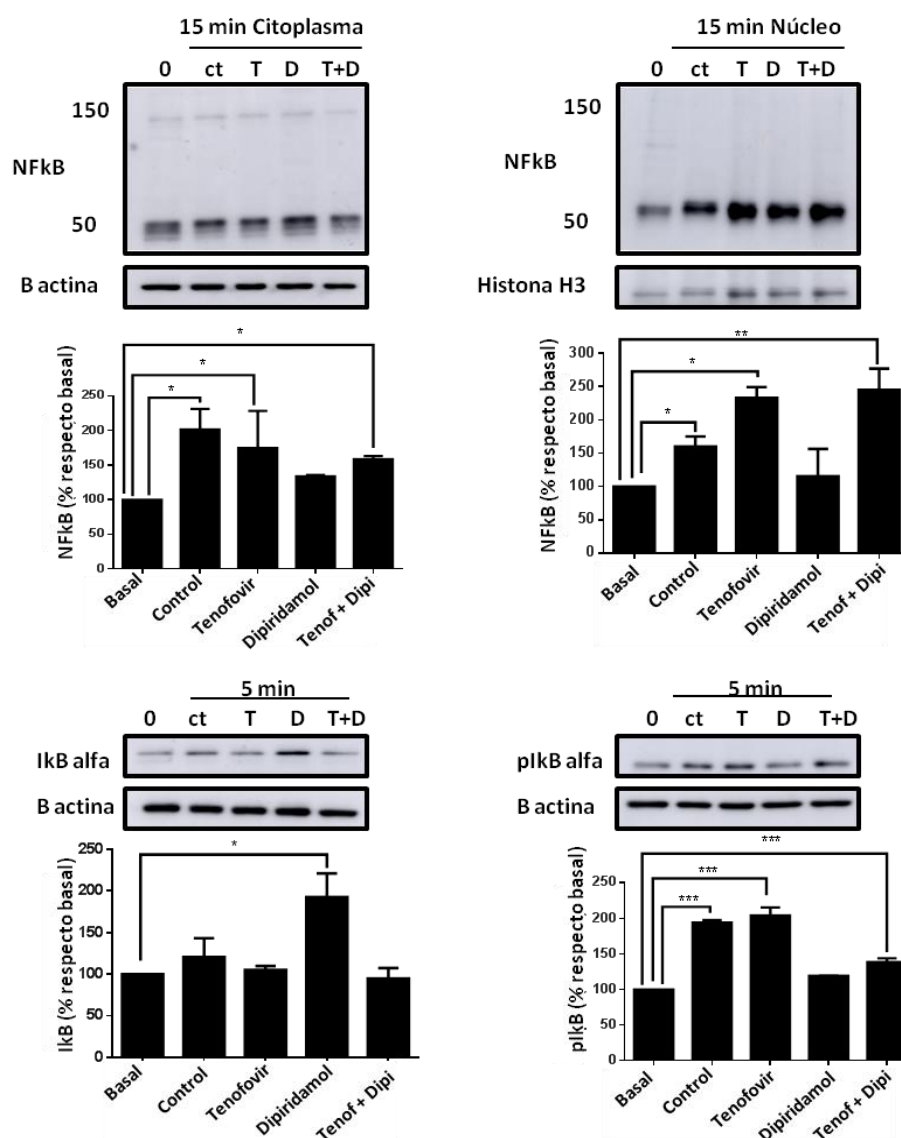 15 min Citoplasma
0 ct T D T+D
150
NFkB
50
B actina
*
*
*
NFkB (% respecto basal)
250
200
150
100
50
0
Basal
Control
Tenofovir
Dipiridamol
Tenof + Dipi
15 min Núcleo
0 ct T D T+D
150
NFkB
50
Histona H3
**
*
*
NFkB (% respecto basal)
300
250
200
150
100
50
0
Basal
Control
Tenofovir
Dipiridamol
Tenof + Dipi
5 min
0 ct T D T+D
IkB alfa
B actina
*
IkB (% respecto basal)
250
200
150
100
50
0
Basal
Control
Tenofovir
Dipiridamol
Tenof + Dipi
5 min
0 ct T D T+D
pIkB alfa
B actina
***
***
***
pIkB (% respecto basal)
250
200
150
100
50
0
Basal
Control
Tenofovir
Dipiridamol
Tenof + Dipi